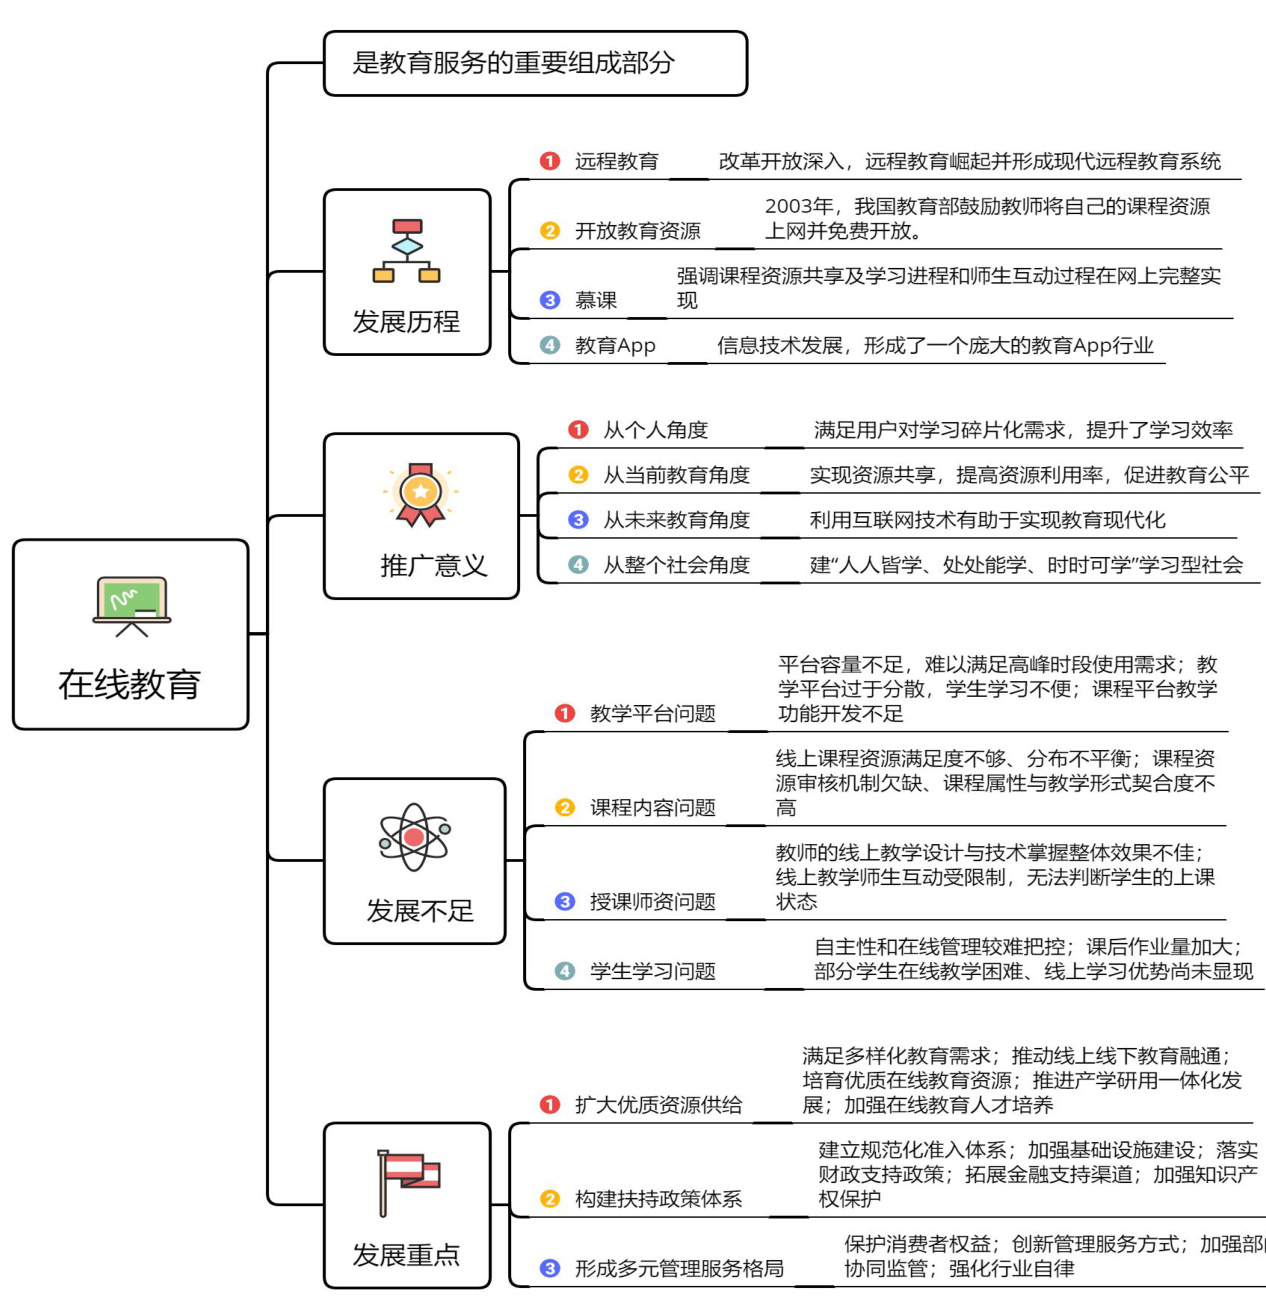 是教育服务的重要组成部分
在线教育
发展历程
1 远程教育
改革开放深入，远程教育崛起并形成现代远程教育系统
2 开放教育资源
2003年，我国教育部鼓励教师将自己的课程资源
上网并免费开放。
3 慕课
强调课程资源共享及学习进程和师生互动过程在网上完整实
现
4 教育App
信息技术发展，形成了一个庞大的教育App行业
推广意义
1 从个人角度
满足用户对学习碎片化需求，提升了学习效率
2 从当前教育角度
实现资源共享，提高资源利用率，促进教育公平
3 从未来教育角度
利用互联网技术有助于实现教育现代化
4 从整个社会角度
建“人人皆学、处处能学、时时可学”学习型社会
发展不足
1 教学平台问题
平台容量不足，难以满足高峰时段使用需求；教
学平台过于分散，学生学习不便；课程平台教学
功能开发不足
2 课程内容问题
线上课程资源满足度不够、分布不平衡；课程资
源审核机制欠缺、课程属性与教学形式契合度不
高
3 授课师资问题
教师的线上教学设计与技术掌握整体效果不佳；
线上教学师生互动受限制，无法判断学生的上课
状态
4 学生学习问题
自主性和在线管理较难把控；课后作业量加大；
部分学生在线教学困难、线上学习优势尚未显现
发展重点
1 扩大优质资源供给
满足多样化教育需求；推动线上线下教育融通；
培育优质在线教育资源；推进产学研用一体化发
展；加强在线教育人才培养
2 构建扶持政策体系
建立规范化准入体系；加强基础设施建设；落实
财政支持政策；拓展金融支持渠道；加强知识产
权保护
3 形成多元管理服务格局
保护消费者权益；创新管理服务方式；加强部
协同监管；强化行业自律